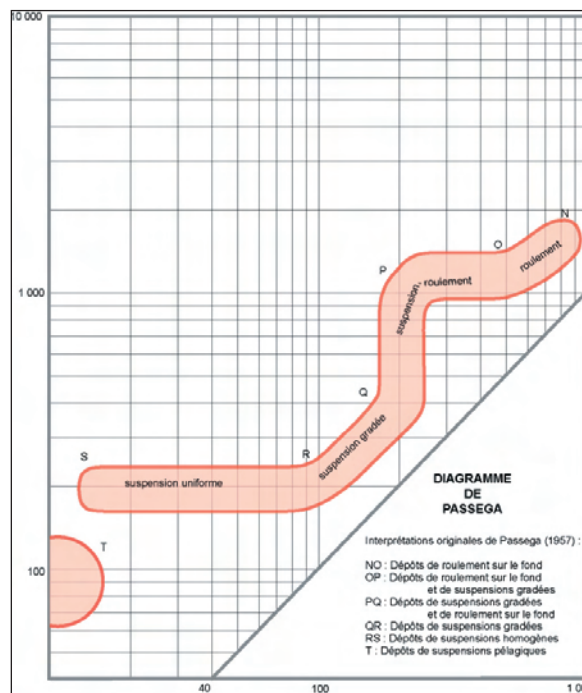 10 000
N
O
roulement
P
suspension - roulement
1 000
Q
S
R
suspension gradée
suspension uniforme
DIAGRAMME
DE
PASSEGA
T
Interprétations originales de Passega (1957) :
100
NO : Dépôts de roulement sur le fond
OP : Dépôts de roulement sur le fond
et de suspensions gradées
PQ : Dépôts de suspensions gradées
et de roulement sur le fond
QR : Dépôts de suspensions gradées
RS : Dépôts de suspensions homogènes
T : Dépôts de suspensions pélagiques
40
100
1 0